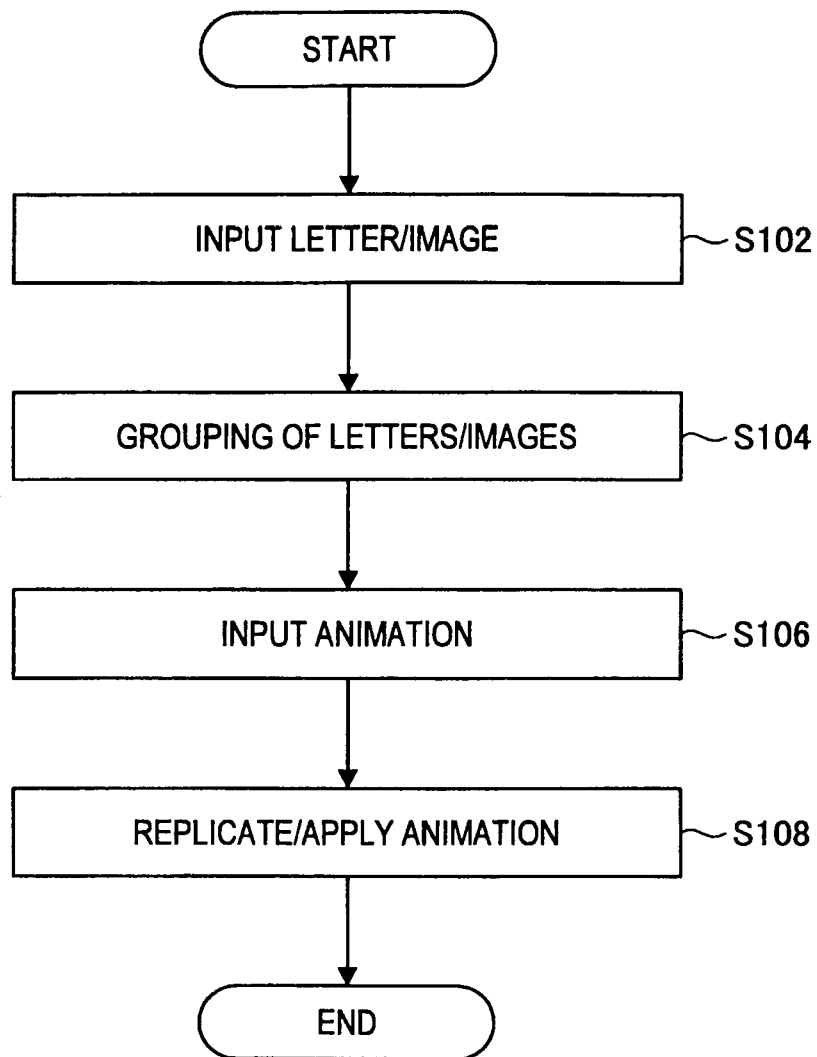 START
INPUT LETTER/IMAGE
S102
GROUPING OF LETTERS/IMAGES
S104
INPUT ANIMATION
S106
REPLICATE/APPLY ANIMATION
S108
END